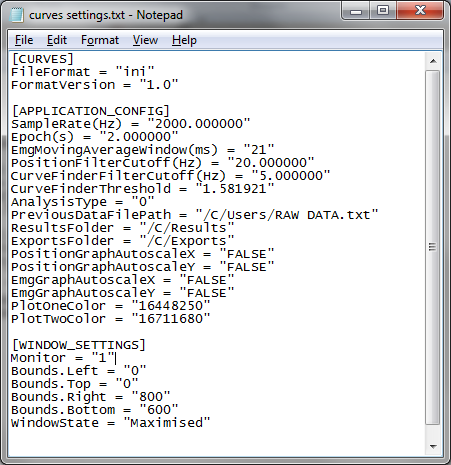 curves settings.txt - Notepad
File Edit Format View Help
[CURVES]
FileFormat = "ini"
FormatVersion = "1.0"
[APPLICATION_CONFIG]
SampleRate(Hz) = "2000.000000"
Epoch(s) = "2.000000"
EmgMovingAverageWindow(ms) = "21"
PositionFilterCutoff(Hz) = "20.000000"
CurveFinderFilterCutoff(Hz) = "5.000000"
CurveFinderThreshold = "1.581921"
AnalysisType = "0"
PreviousDataFilePath = "/C/Users/RAW DATA.txt"
ResultsFolder = "/C/Results"
ExportsFolder = "/C/Exports"
PositionGraphAutoscaleX = "FALSE"
PositionGraphAutoscaleY = "FALSE"
EmgGraphAutoscaleX = "FALSE"
EmgGraphAutoscaleY = "FALSE"
PlotOneColor = "16448250"
PlotTwoColor = "16711680"
[WINDOW_SETTINGS]
Monitor = "1"
Bounds.Left = "0"
Bounds.Top = "0"
Bounds.Right = "800"
Bounds.Bottom = "600"
WindowState = "Maximised"